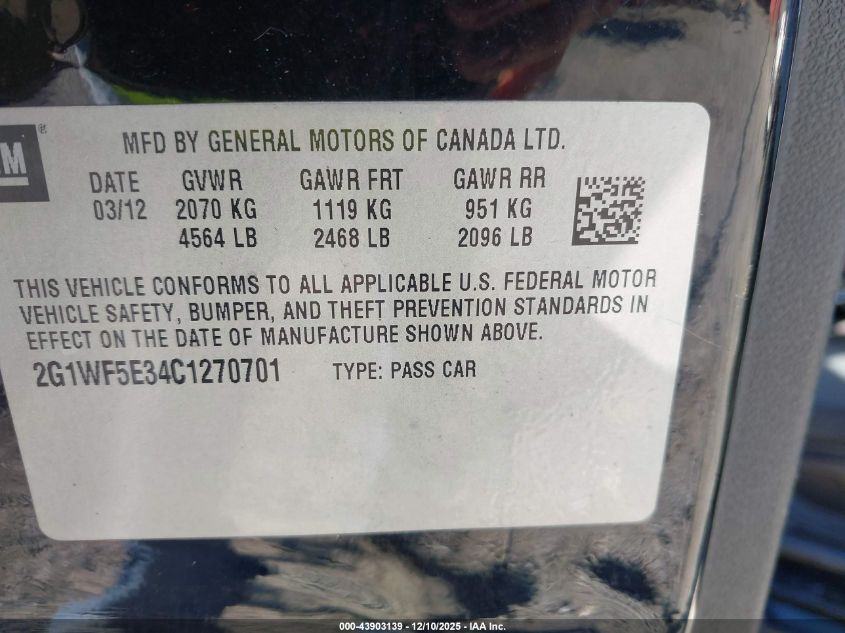 MFD BY GENERAL MOTORS OF CANADA LTD.
DATE GVWR GAWR FRT GAWR RR
03/12 2070 KG 1119 KG 951 KG
4564 LB 2468 LB 2096 LB
THIS VEHICLE CONFORMS TO ALL APPLICABLE U.S. FEDERAL MOTOR
VEHICLE SAFETY, BUMPER, AND THEFT PREVENTION STANDARDS IN
EFFECT ON THE DATE OF MANUFACTURE SHOWN ABOVE.
2G1WF5E34C1270701 TYPE: PASS CAR
000-43903139 - 12/10/2025 - IAA Inc.